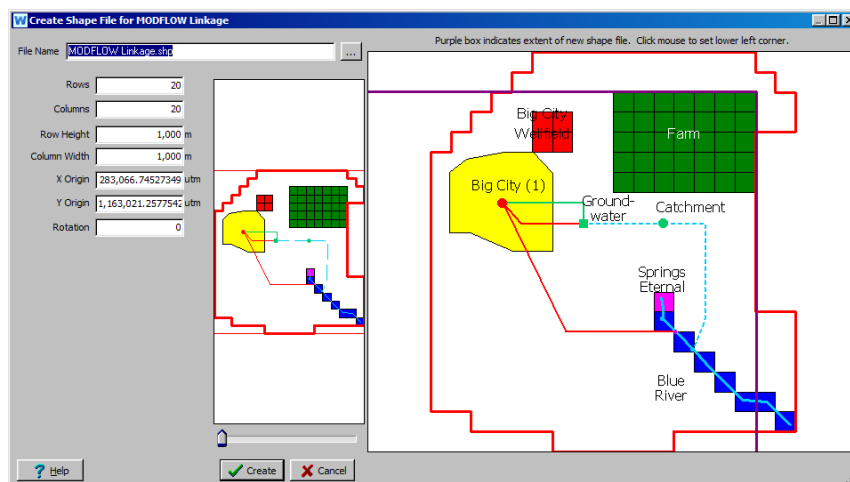 Create Shape File for MODFLOW Linkage
File Name MODFLOW Linkage.shp ...
Purple box indicates extent of new shape file. Click mouse to set lower left corner.
Rows 20
Columns 20
Row Height 1,000 m
Column Width 1,000 m
X Origin 283,066.74527349 utm
Y Origin 1,163,021.2577542 utm
Rotation 0
Big City
Wellfield
Farm
Big City (1)
Ground-
water
Catchment
Springs
Eternal
Blue
River
Help
Create
Cancel